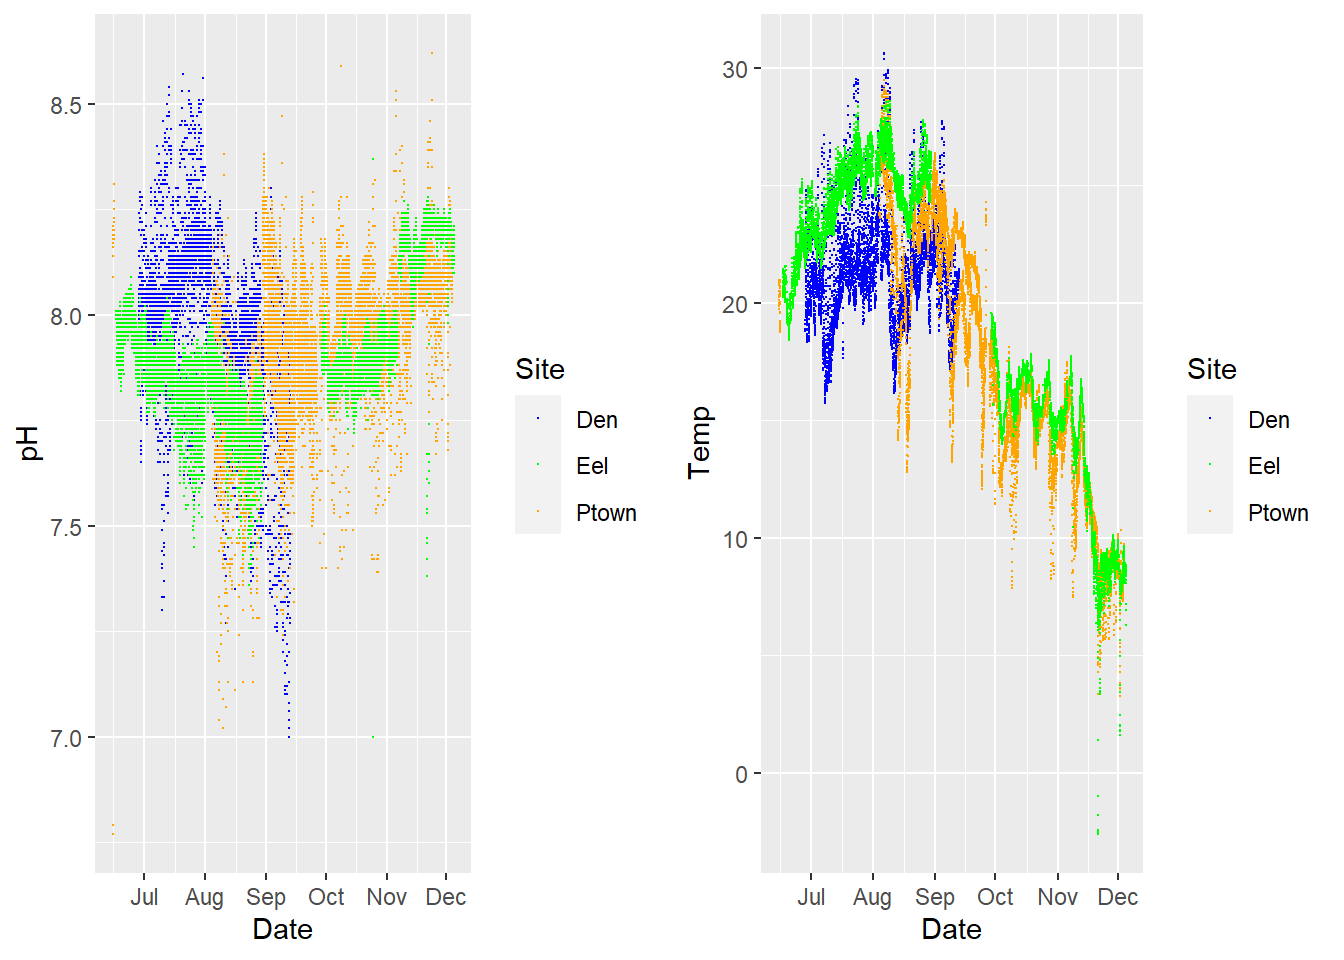 8.5
8.0
7.5
7.0
pH
Jul Aug Sep Oct Nov Dec
Date
Site
Den
Eel
Ptown
30
20
10
0
Temp
Jul Aug Sep Oct Nov Dec
Date
Site
Den
Eel
Ptown